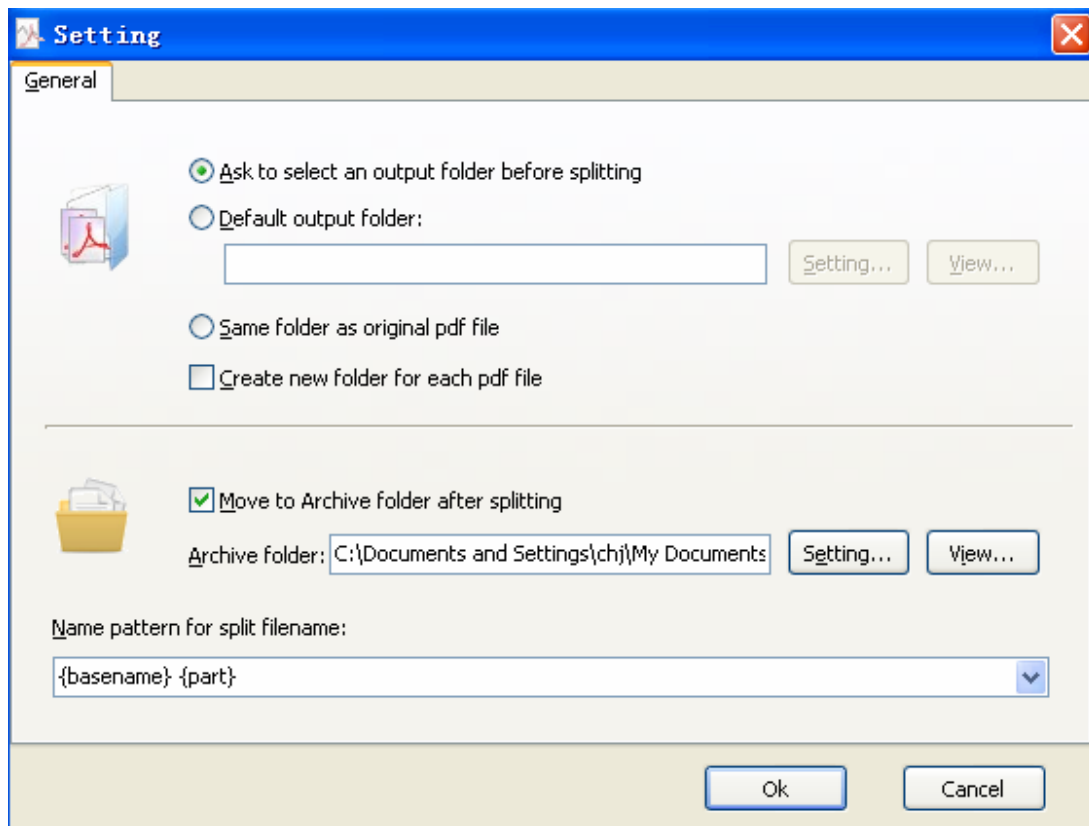 Setting
General
Ask to select an output folder before splitting
Default output folder:
Setting... View...
Same folder as original pdf file
Create new folder for each pdf file
Move to Archive folder after splitting
Archive folder: C:\Documents and Settings\chj\My Documents Setting... View...
Name pattern for split filename:
{basename} {part}
Ok Cancel